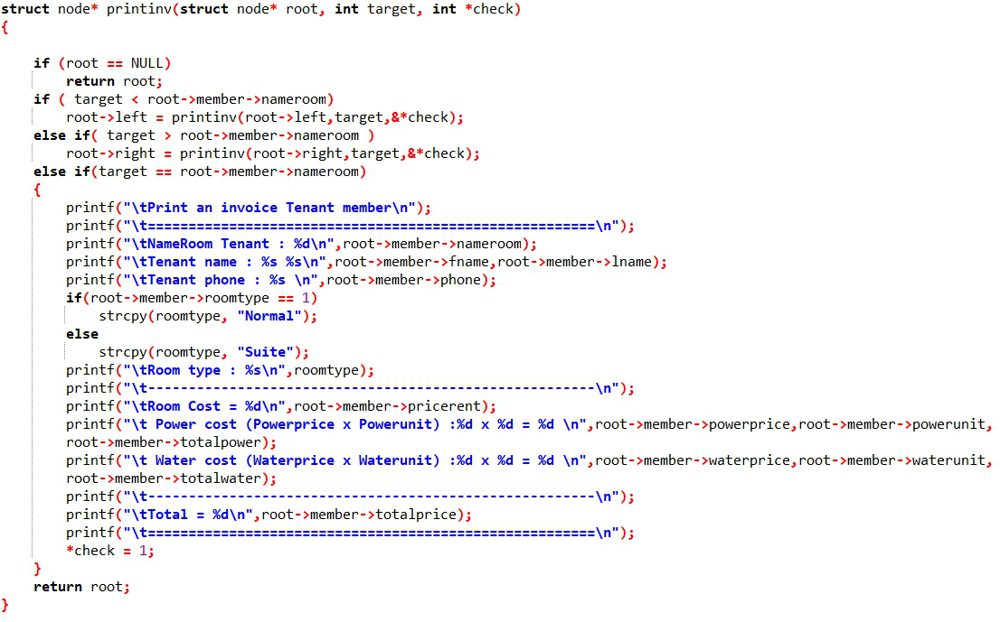 struct node* printinv(struct node* root, int target, int *check)
{
if (root == NULL)
return root;
if ( target < root->member->nameroom)
root->left = printinv(root->left,target,&*check);
else if( target > root->member->nameroom )
root->right = printinv(root->right,target,&*check);
else if(target == root->member->nameroom)
{
printf("\tPrint an invoice Tenant member\n");
printf("\t=======================================================\n");
printf("\tNameRoom Tenant : %d\n",root->member->nameroom);
printf("\tTenant name : %s %s\n",root->member->fname,root->member->lname);
printf("\tTenant phone : %s \n",root->member->phone);
if(root->member->roomtype == 1)
strcpy(roomtype, "Normal");
else
strcpy(roomtype, "Suite");
printf("\tRoom type : %s\n",roomtype);
printf("\t-------------------------------------------------------\n");
printf("\tRoom Cost = %d\n",root->member->pricerent);
printf("\t Power cost (Powerprice x Powerunit) :%d x %d = %d \n",root->member->powerprice,root->member->powerunit,
root->member->totalpower);
printf("\t Water cost (Waterprice x Waterunit) :%d x %d = %d \n",root->member->waterprice,root->member->waterunit,
root->member->totalwater);
printf("\t-------------------------------------------------------\n");
printf("\tTotal = %d\n",root->member->totalprice);
printf("\t=======================================================\n");
*check = 1;
}
return root;
}